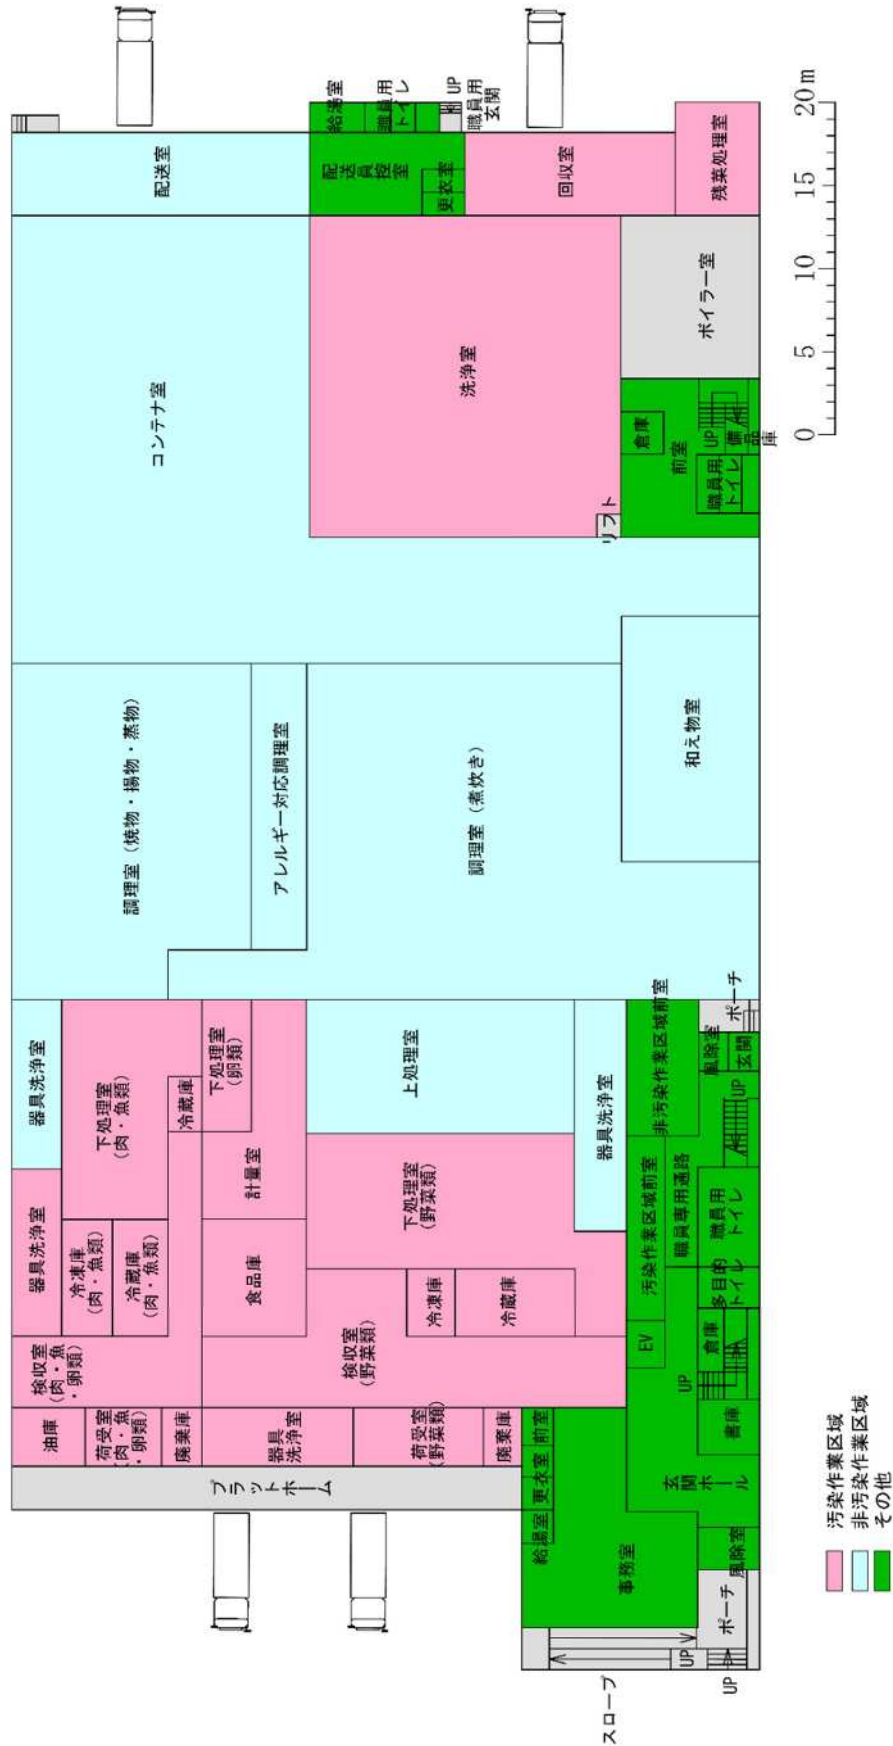 油庫
器具洗浄室
器具洗浄室
検収室
(肉・魚
・卵類)
荷受室
(肉・魚
・卵類)
冷凍庫
(肉・魚類)
冷蔵庫
(肉・魚類)
下処理室
(肉・魚類)
調理室(焼物・揚物・蒸物)
コンテナ室
配送室
廃棄庫
冷蔵庫
プラットホーム
器具
洗浄室
食品庫
計量室
下処理室
(卵類)
アレルギー対応調理室
荷受室
(野菜類)
検収室
(野菜類)
冷凍庫
冷蔵庫
下処理室
(野菜類)
上処理室
調理室(煮炊き)
洗浄室
配送員
控室
給湯室
職員用
トイレ
更衣室
UP
職員用
玄関
廃棄庫
回収室
給湯室
更衣室
前室
器具洗浄室
リフト
スロープ
事務室
EV
汚染作業区域前室
非汚染作業区域前室
職員専用通路
玄関ホール
UP
和え物室
前室
倉庫
ボイラー室
残菜処理室
UP
UP
ポーチ
風除室
書庫
倉庫
多目的
トイレ
職員用
トイレ
UP
風除室
玄関
ポーチ
職員用
トイレ
UP
備品庫
0
5
10
15
20m
汚染作業区域
非汚染作業区域
その他